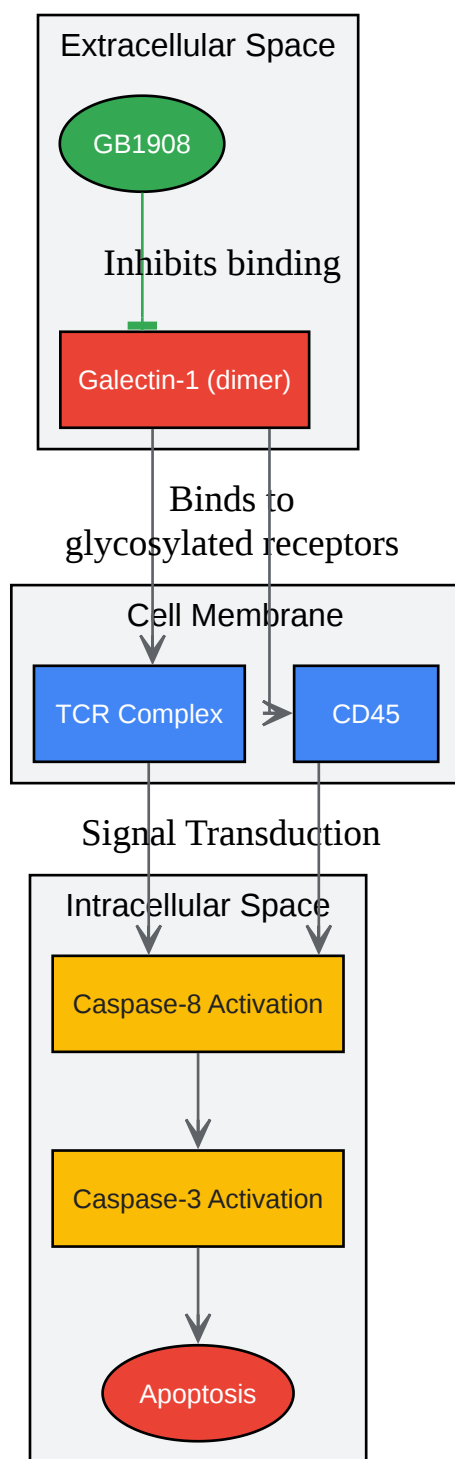 Extracellular Space
GB1908
Inhibits binding
Galectin-1 (dimer)
Binds to
glycosylated receptors
Cell Membrane
TCR Complex
CD45
Signal Transduction
Intracellular Space
Caspase-8 Activation
Caspase-3 Activation
Apoptosis